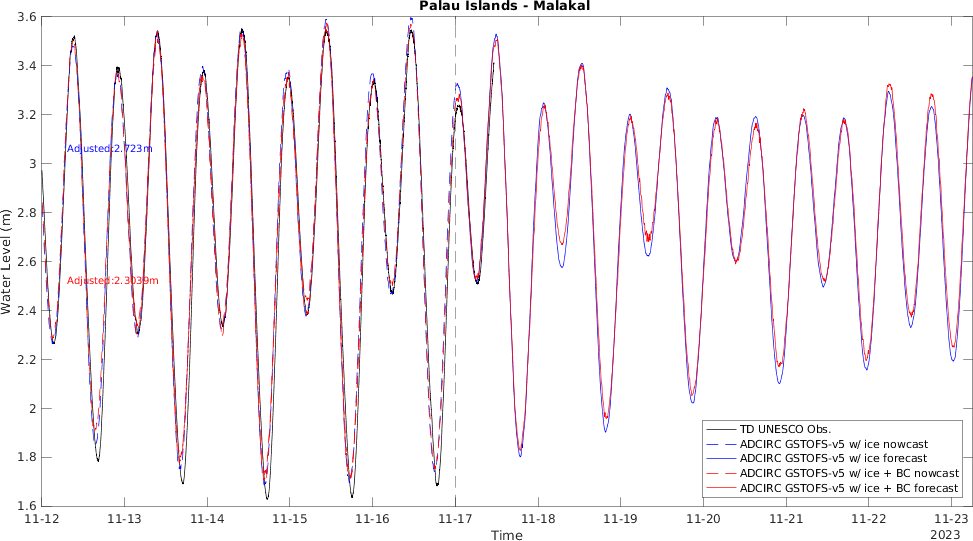 Palau Islands - Malakal
3.6
3.4
3.2
3
2.8
2.6
2.4
2.2
2
1.8
1.6
Water Level (m)
Adjusted:2.723m
Adjusted:2.3039m
TD UNESCO Obs.
ADCIRC GSTOFS-v5 w/ ice nowcast
ADCIRC GSTOFS-v5 w/ ice forecast
ADCIRC GSTOFS-v5 w/ ice + BC nowcast
ADCIRC GSTOFS-v5 w/ ice + BC forecast
11-12 11-13 11-14 11-15 11-16 11-17 11-18 11-19 11-20 11-21 11-22 11-23
2023
Time